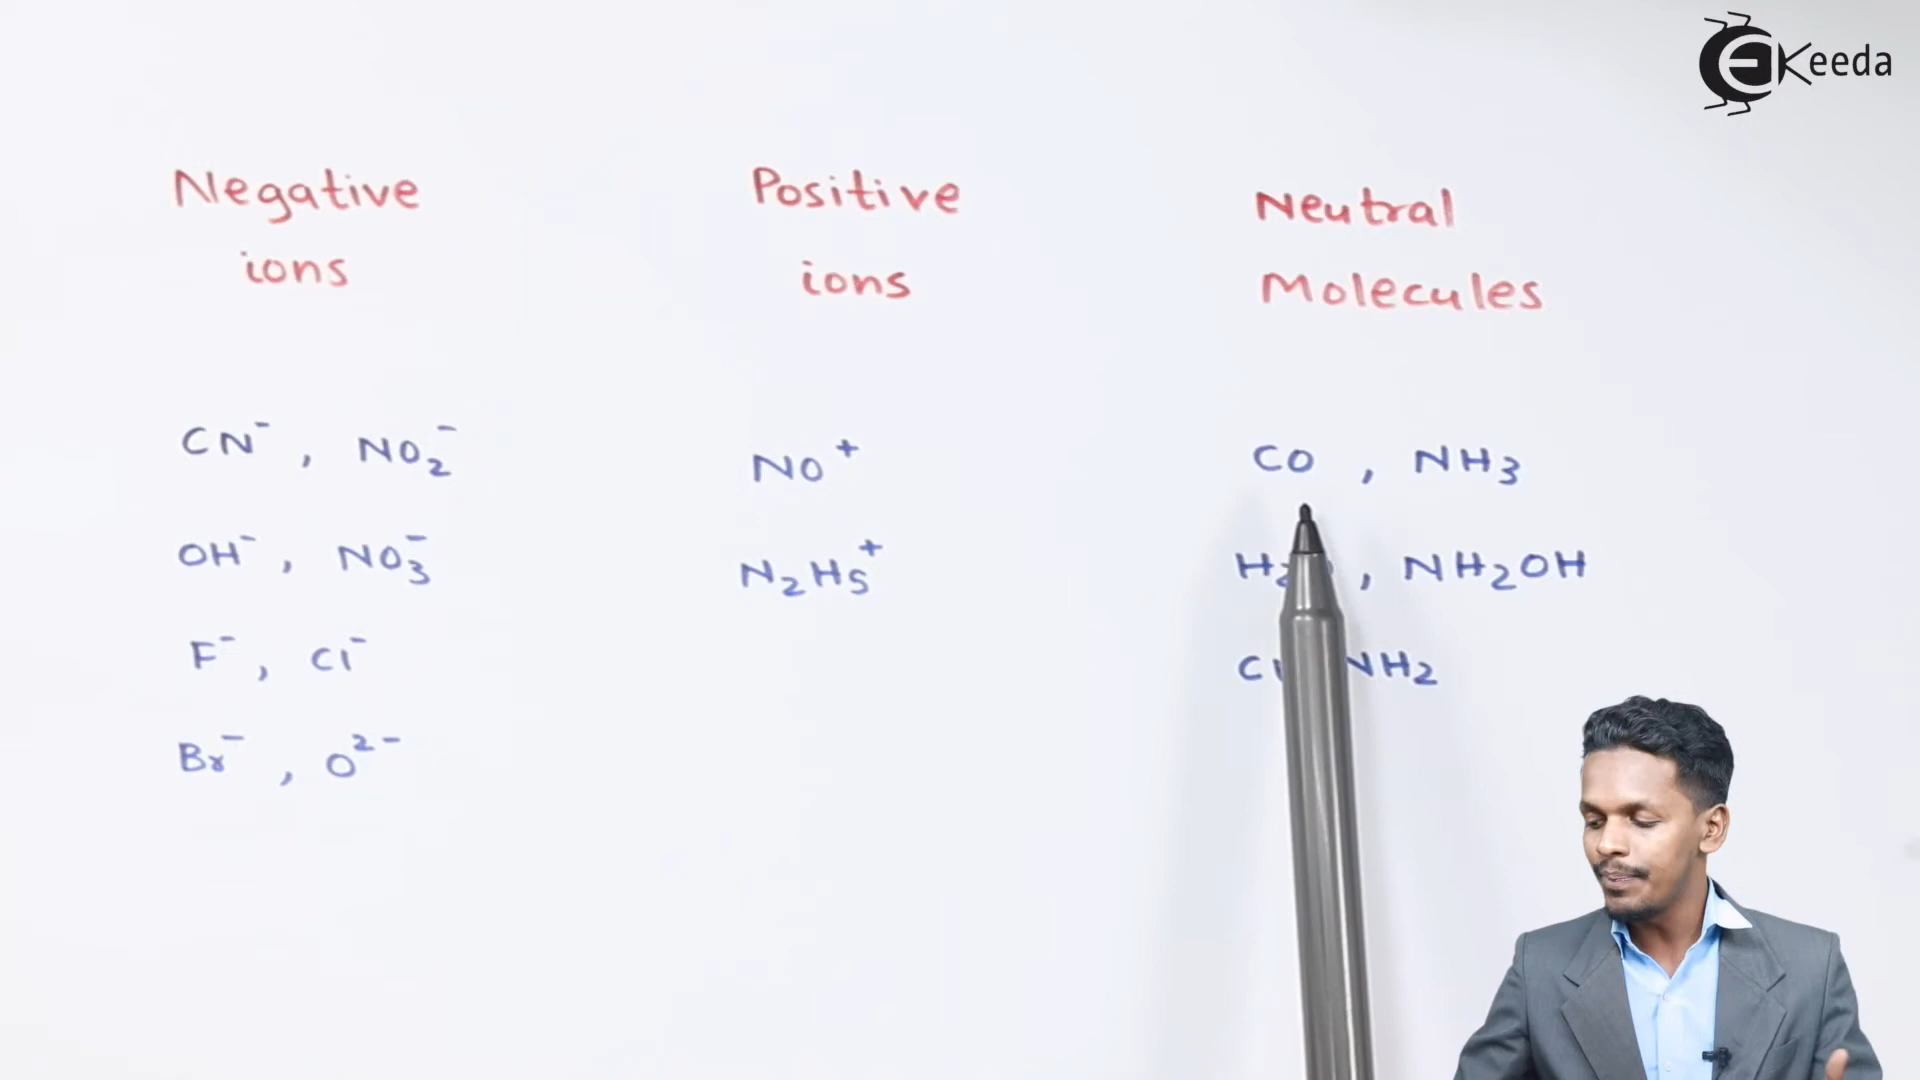 EKeeda
Negative
ions
CN⁻ , NO₂⁻
OH⁻ , NO₃⁻
F⁻ , Cl⁻
Br⁻ , O²⁻
Positive
ions
NO⁺
N₂H₅⁺
Neutral
Molecules
CO , NH₃
H₂O , NH₂OH